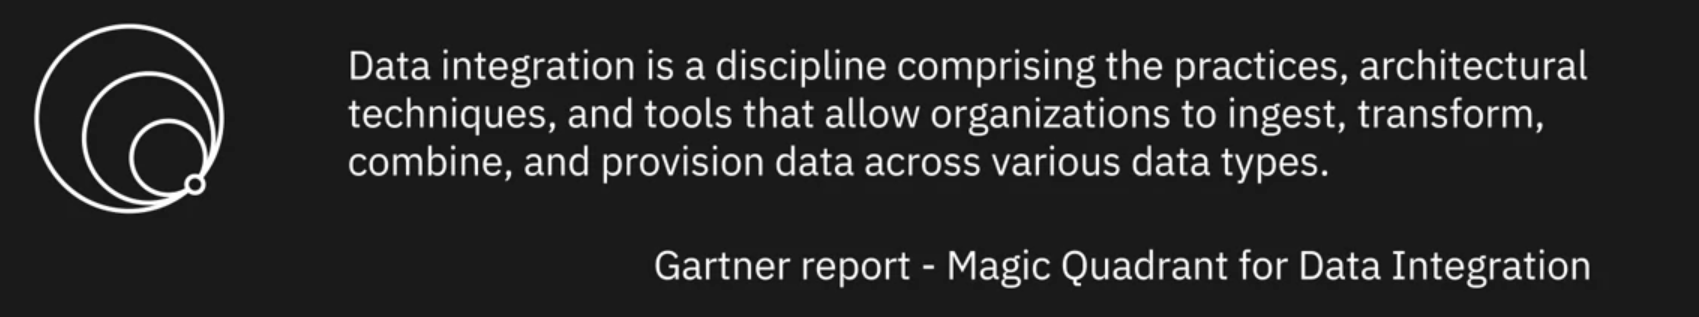 Data integration is a discipline comprising the practices, architectural
techniques, and tools that allow organizations to ingest, transform,
combine, and provision data across various data types.
Gartner report - Magic Quadrant for Data Integration